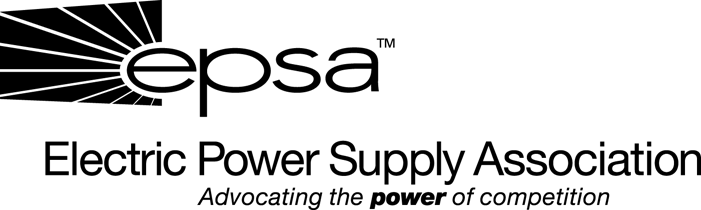 epsa™
Electric Power Supply Association
Advocating the power of competition